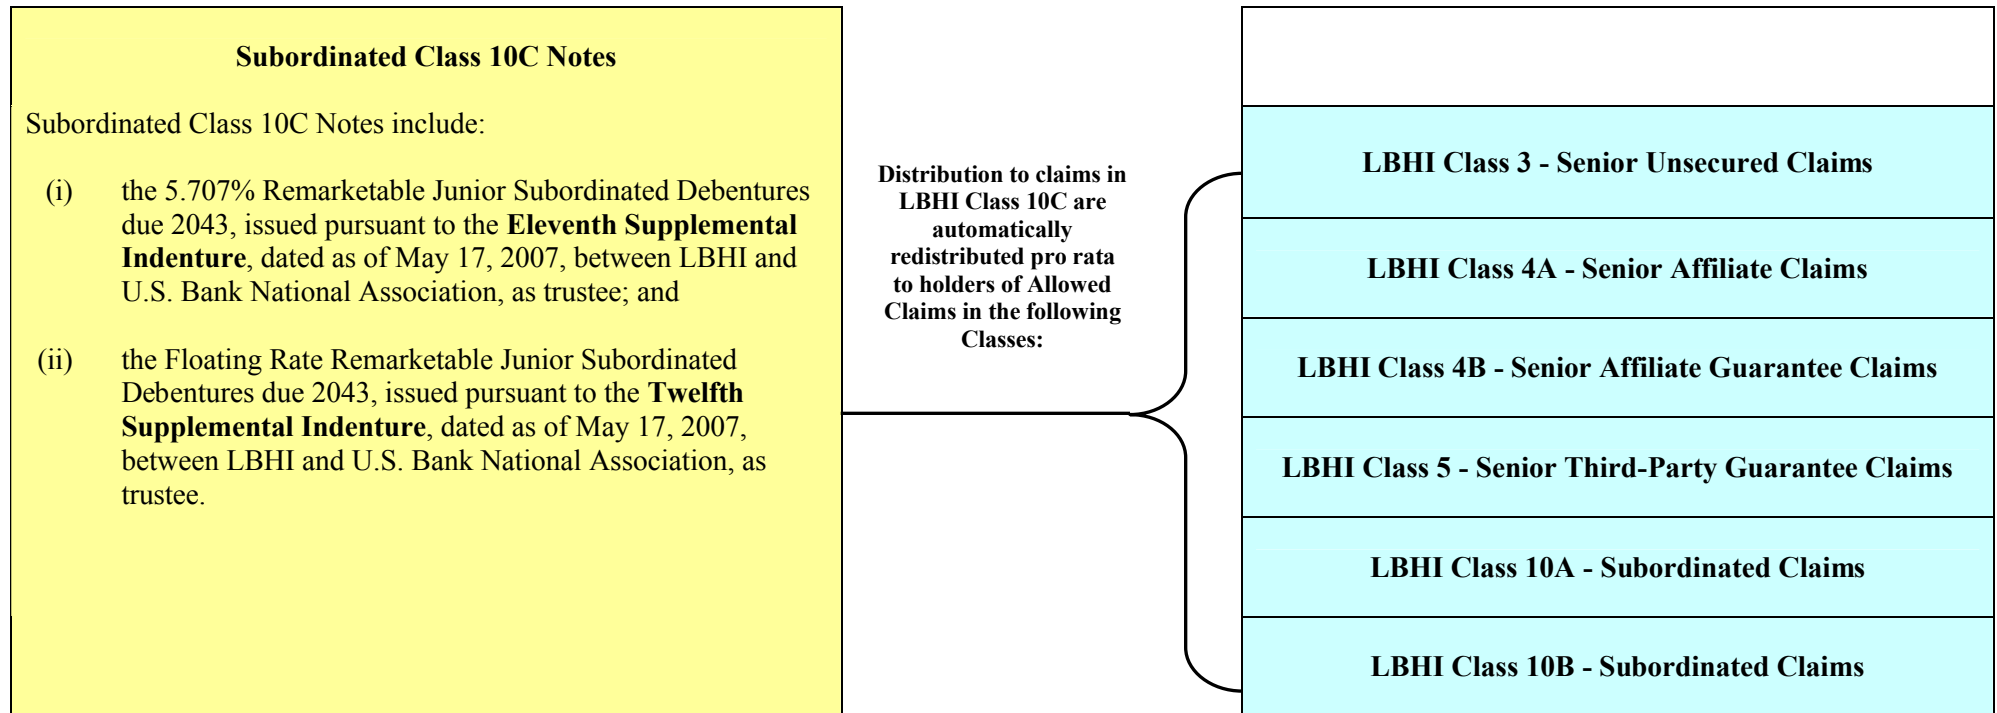 Subordinated Class 10C Notes
Subordinated Class 10C Notes include:
(i) the 5.707% Remarketable Junior Subordinated Debentures
due 2043, issued pursuant to the Eleventh Supplemental
Indenture, dated as of May 17, 2007, between LBHI and
U.S. Bank National Association, as trustee; and
(ii) the Floating Rate Remarketable Junior Subordinated
Debentures due 2043, issued pursuant to the Twelfth
Supplemental Indenture, dated as of May 17, 2007,
between LBHI and U.S. Bank National Association, as
trustee.
Distribution to claims in
LBHI Class 10C are
automatically
redistributed pro rata
to holders of Allowed
Claims in the following
Classes:
LBHI Class 3 - Senior Unsecured Claims
LBHI Class 4A - Senior Affiliate Claims
LBHI Class 4B - Senior Affiliate Guarantee Claims
LBHI Class 5 - Senior Third-Party Guarantee Claims
LBHI Class 10A - Subordinated Claims
LBHI Class 10B - Subordinated Claims